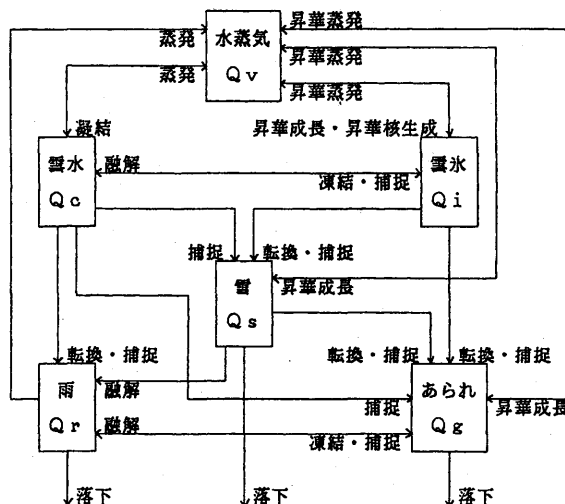 蒸発 水蒸気 昇華蒸発
昇華蒸発
蒸発 Qv 昇華蒸発
凝結 昇華成長・昇華核生成
雲水 融解 雲氷
Qc 凍結・捕捉 Qi
捕捉 転換・捕捉
雪 昇華成長
Qs
転換・捕捉 転換・捕捉 転換・捕捉
雨 融解 あられ
捕捉 昇華成長
Qr 融解 Qg
凍結・捕捉
落下 落下 落下